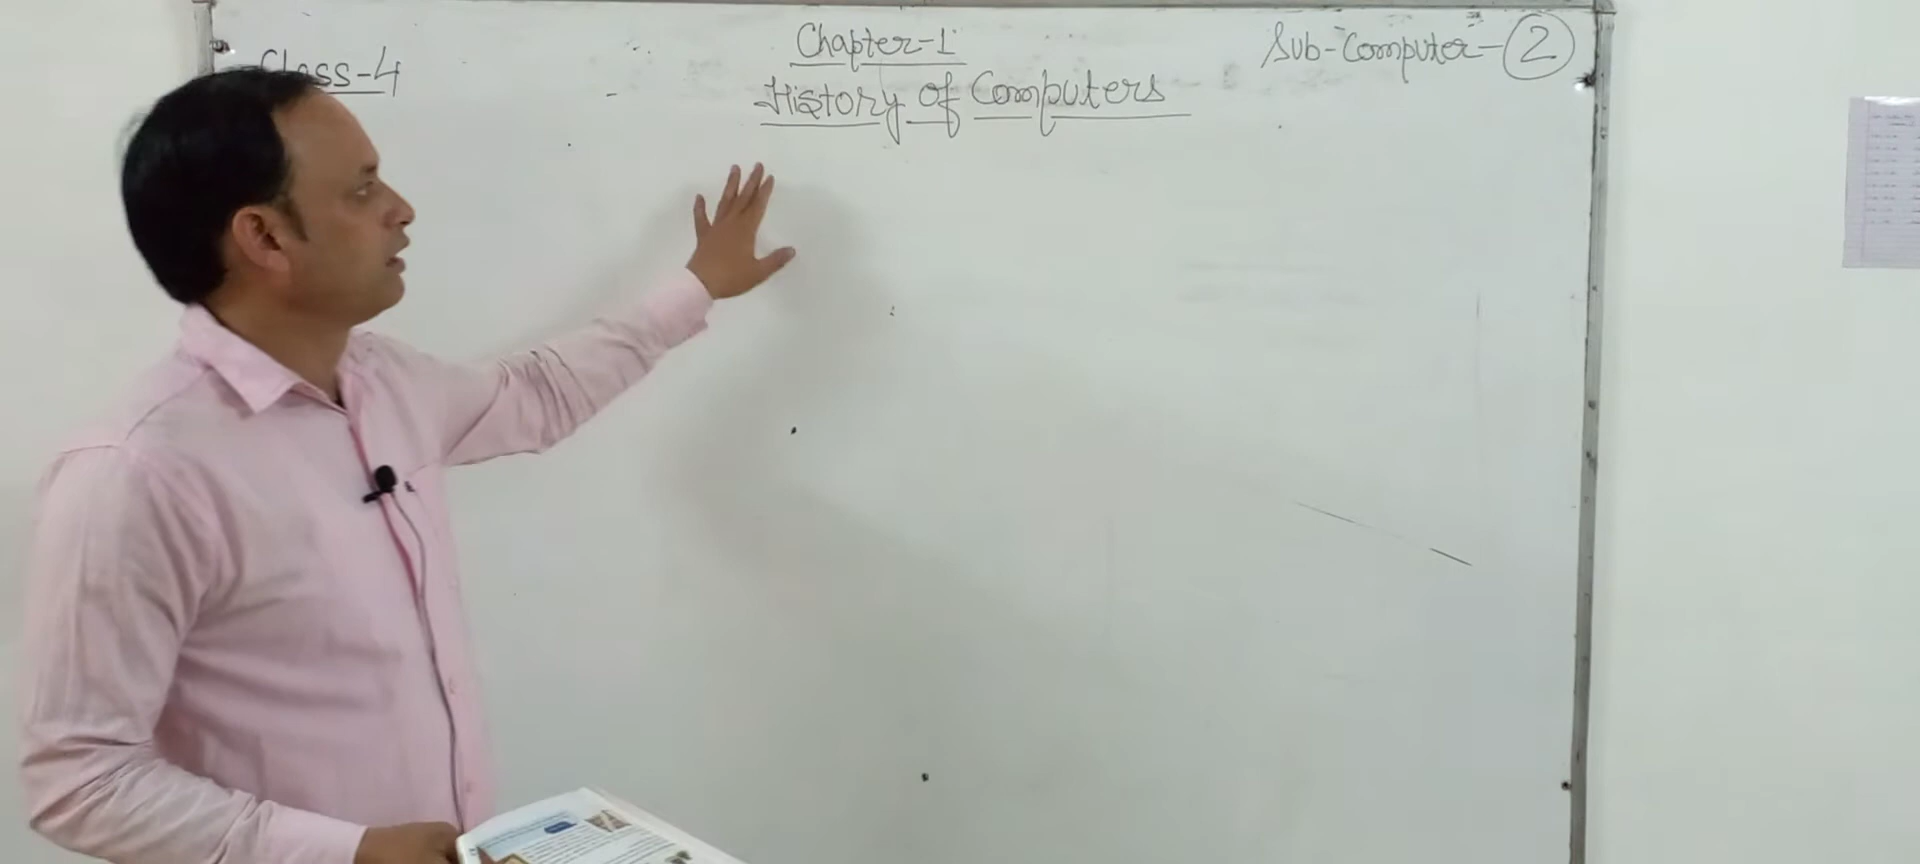 Class-4
Chapter-1
Sub-Computer-2
History of Computers